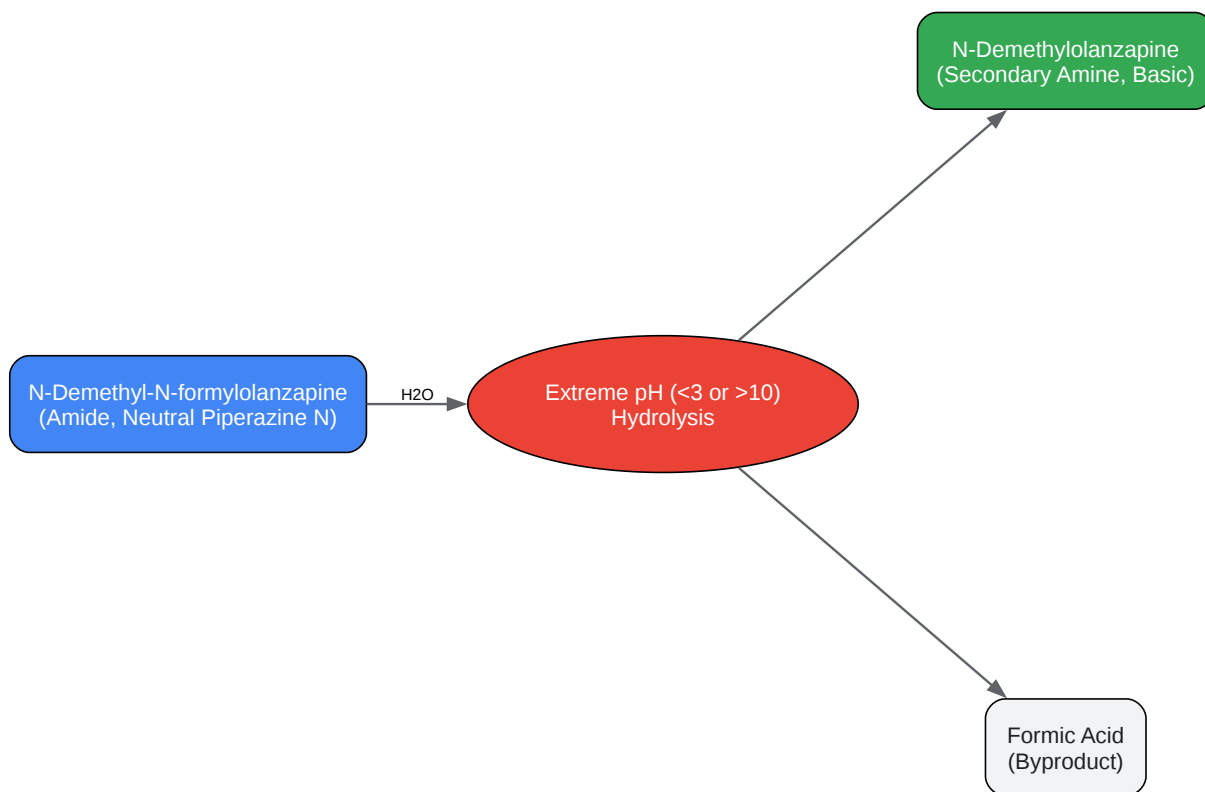 N-Demethylolanzapine
(Secondary Amine, Basic)
N-Demethyl-N-formylolanzapine
(Amide, Neutral Piperazine N)
H2O
Extreme pH (<3 or >10)
Hydrolysis
Formic Acid
(Byproduct)